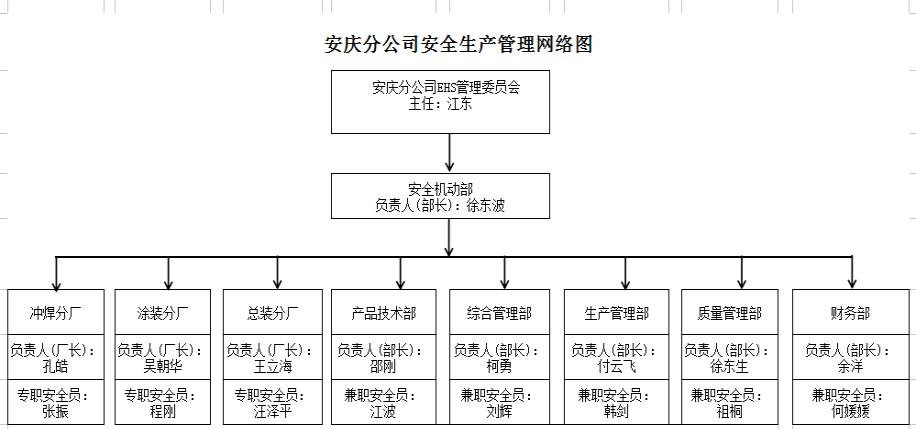 安庆分公司安全生产管理网络图
安庆分公司EHS管理委员会
主任：江东
安全机动部
负责人(部长)：徐东波
冲焊分厂
负责人(厂长)：
孔皓
专职安全员：
张振
涂装分厂
负责人(厂长)：
吴朝华
专职安全员：
程刚
总装分厂
负责人(厂长)：
王立海
专职安全员：
汪泽平
产品技术部
负责人(部长)：
邵刚
兼职安全员：
江波
综合管理部
负责人(部长)：
柯勇
兼职安全员：
刘辉
生产管理部
负责人(部长)：
付云飞
兼职安全员：
韩剑
质量管理部
负责人(部长)：
徐东生
兼职安全员：
祖桐
财务部
负责人(部长)：
余洋
兼职安全员：
何媛媛